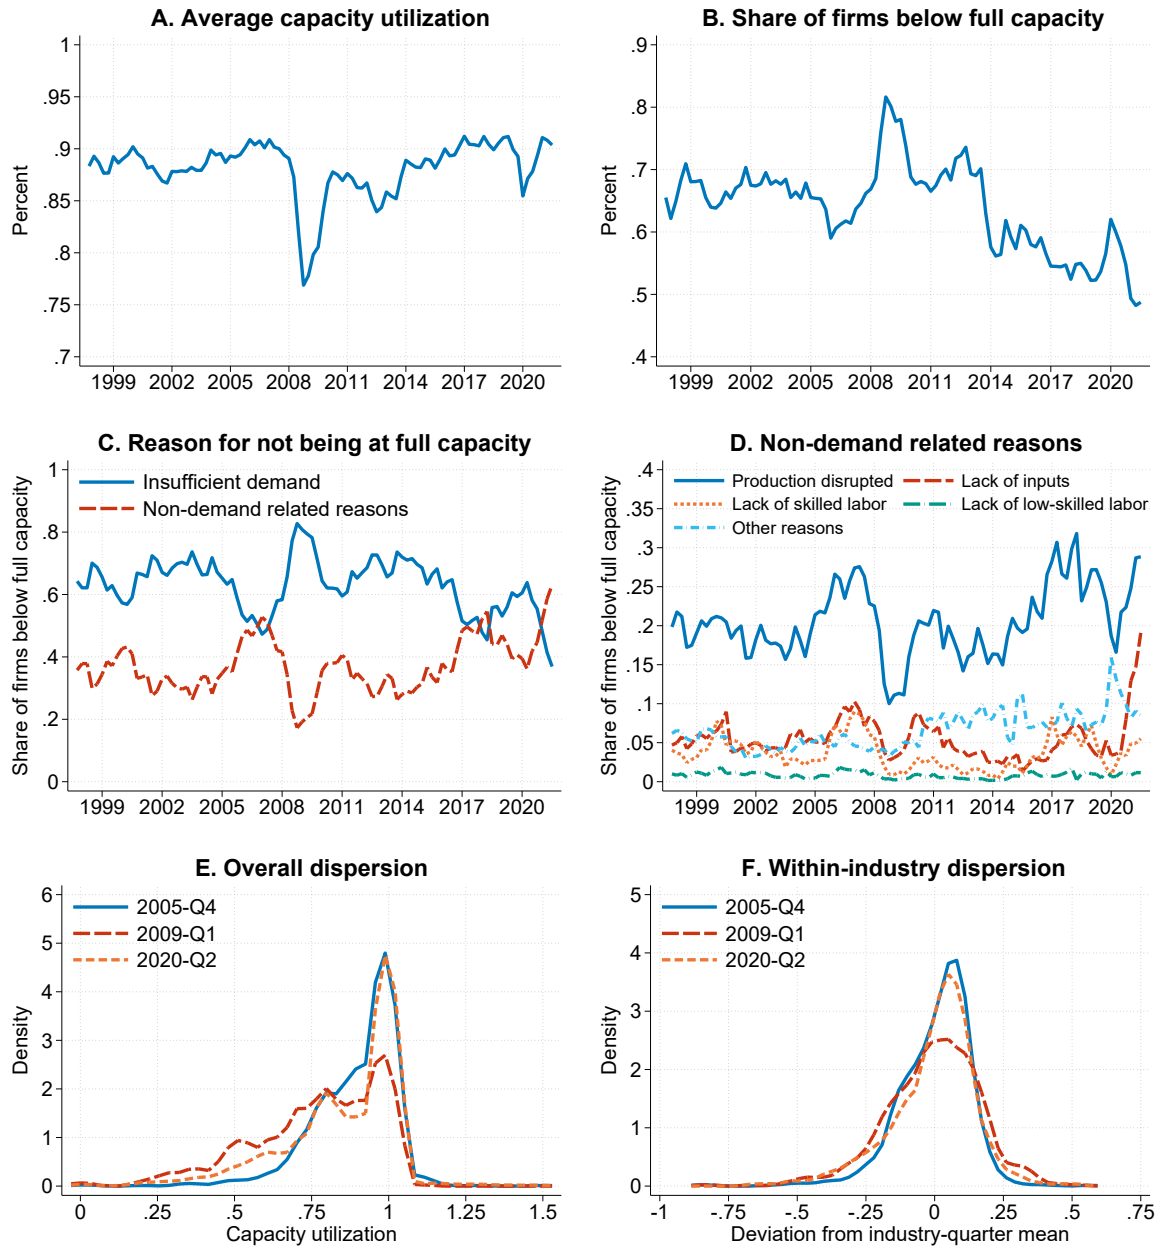 A. Average capacity utilization
Percent
1
.95
.9
.85
.8
.75
.7
1999 2002 2005 2008 2011 2014 2017 2020
B. Share of firms below full capacity
Percent
.9
.8
.7
.6
.5
.4
1999 2002 2005 2008 2011 2014 2017 2020
C. Reason for not being at full capacity
Share of firms below full capacity
Insufficient demand
Non-demand related reasons
1
.8
.6
.4
.2
0
1999 2002 2005 2008 2011 2014 2017 2020
D. Non-demand related reasons
Share of firms below full capacity
Production disrupted Lack of inputs
Lack of skilled labor Lack of low-skilled labor
Other reasons
.4
.35
.3
.25
.2
.15
.1
.05
0
1999 2002 2005 2008 2011 2014 2017 2020
E. Overall dispersion
Density
2005-Q4
2009-Q1
2020-Q2
6
5
4
3
2
1
0
0 .25 .5 .75 1 1.25 1.5
Capacity utilization
F. Within-industry dispersion
Density
2005-Q4
2009-Q1
2020-Q2
5
4
3
2
1
0
-1 -.75 -.5 -.25 0 .25 .5 .75
Deviation from industry-quarter mean